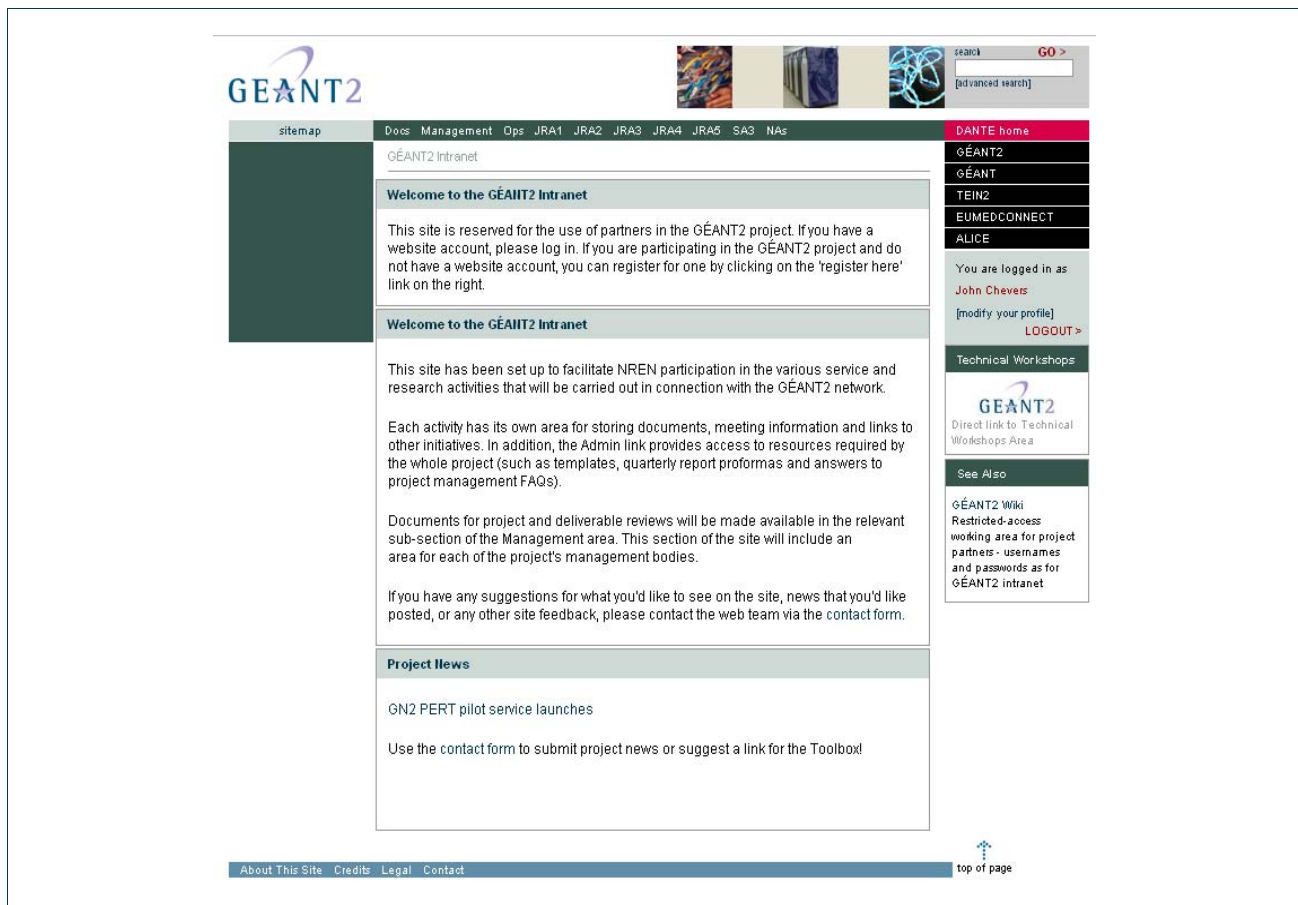 GEANT2
search GO >
[advanced search]
sitemap
Docs Management Ops JRA1 JRA2 JRA3 JRA4 JRA5 SA3 NAs
GÉANT2 Intranet
Welcome to the GÉANT2 Intranet
This site is reserved for the use of partners in the GÉANT2 project. If you have a
website account, please log in. If you are participating in the GÉANT2 project and do
not have a website account, you can register for one by clicking on the 'register here'
link on the right.
Welcome to the GÉANT2 Intranet
This site has been set up to facilitate NREN participation in the various service and
research activities that will be carried out in connection with the GÉANT2 network.
Each activity has its own area for storing documents, meeting information and links to
other initiatives. In addition, the Admin link provides access to resources required by
the whole project (such as templates, quarterly report proformas and answers to
project management FAQs).
Documents for project and deliverable reviews will be made available in the relevant
sub-section of the Management area. This section of the site will include an
area for each of the project's management bodies.
If you have any suggestions for what you'd like to see on the site, news that you'd like
posted, or any other site feedback, please contact the web team via the contact form.
Project News
GN2 PERT pilot service launches
Use the contact form to submit project news or suggest a link for the Toolbox!
DANTE home
GÉANT2
GÉANT
TEIN2
EUMEDCONNECT
ALICE
You are logged in as
John Chevers
[modify your profile]
LOGOUT >
Technical Workshops
GEANT2
Direct link to Technical
Workshops Area
See Also
GÉANT2 Wiki
Restricted-access
working area for project
partners - usernames
and passwords as for
GÉANT2 intranet
About This Site Credits Legal Contact
top of page